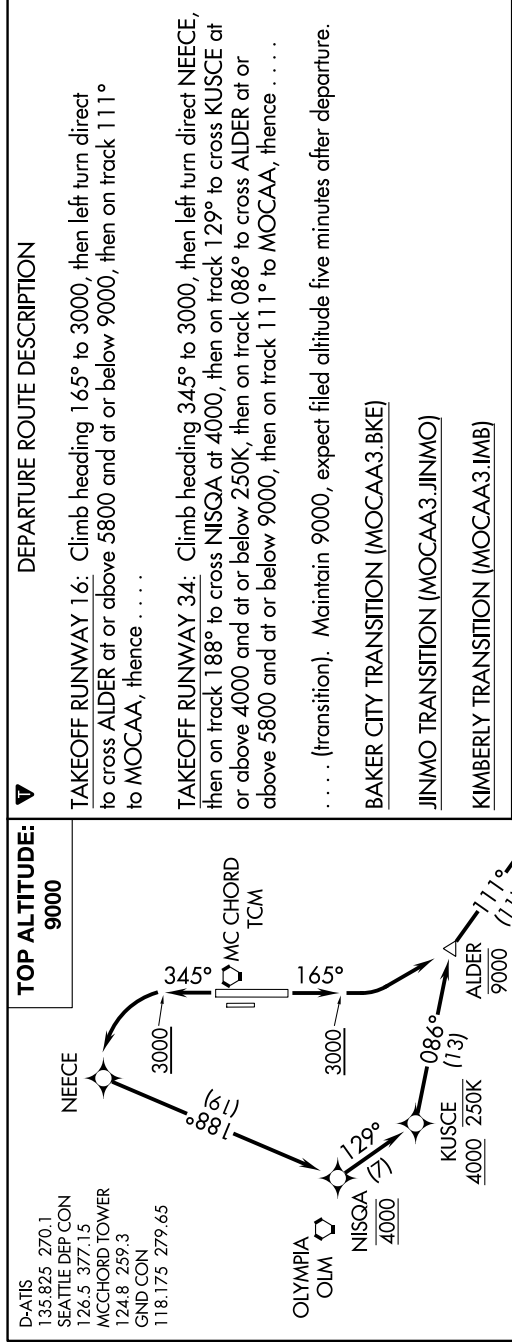 TOP ALTITUDE:
9000
D-ATIS
135.825 270.1
SEATTLE DEP CON
126.5 377.15
MCCHORD TOWER
124.8 259.3
GND CON
118.175 279.65
NEECE
345°
3000
MC CHORD
TCM
165°
3000
188°
(19)
OLYMPIA
OLM
NISQA
4000
129°
(7)
KUSCE
4000 250K
086°
(13)
ALDER
9000
111°
T
DEPARTURE ROUTE DESCRIPTION
TAKEOFF RUNWAY 16: Climb heading 165° to 3000, then left turn direct
to cross ALDER at or above 5800 and at or below 9000, then on track 111°
to MOCAA, thence . . . .
TAKEOFF RUNWAY 34: Climb heading 345° to 3000, then left turn direct NEECE,
then on track 188° to cross NISQA at 4000, then on track 129° to cross KUSCE at
or above 4000 and at or below 250K, then on track 086° to cross ALDER at or
above 5800 and at or below 9000, then on track 111° to MOCAA, thence . . . .
. . . . (transition). Maintain 9000, expect filed altitude five minutes after departure.
BAKER CITY TRANSITION (MOCAA3.BKE)
JINMO TRANSITION (MOCAA3.JINMO)
KIMBERLY TRANSITION (MOCAA3.IMB)